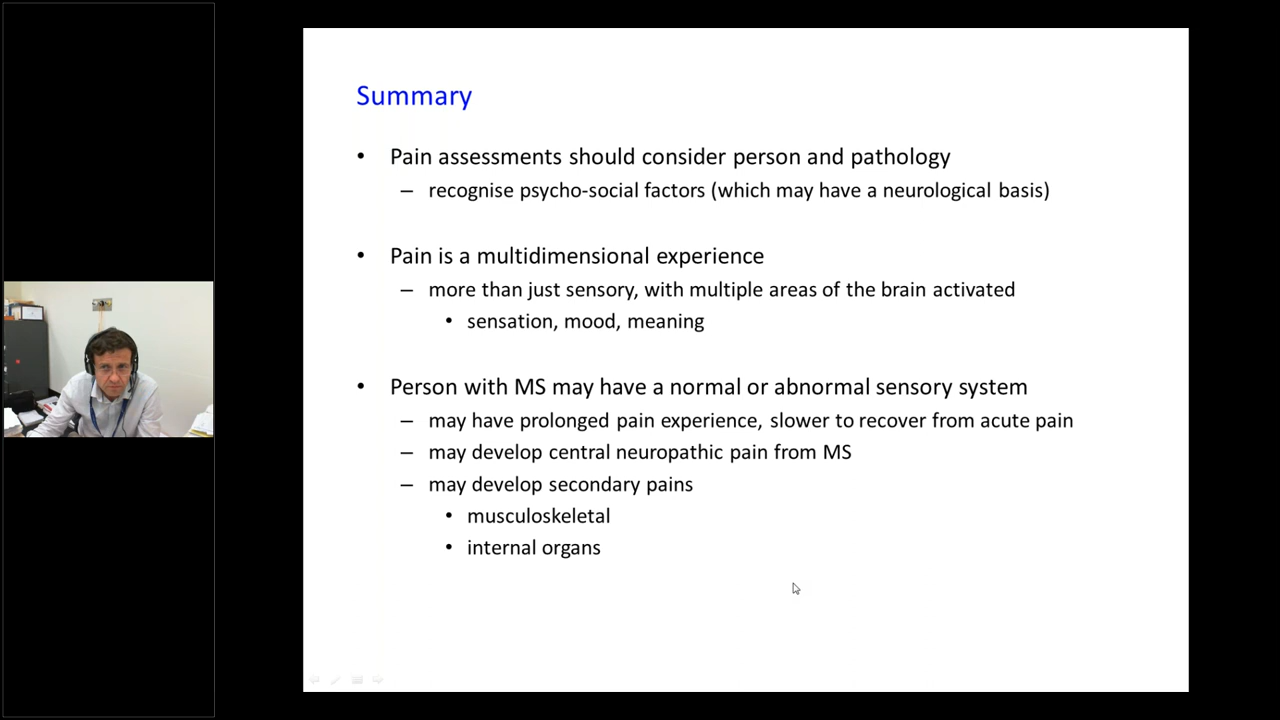 Summary
• Pain assessments should consider person and pathology
– recognise psycho-social factors (which may have a neurological basis)
• Pain is a multidimensional experience
– more than just sensory, with multiple areas of the brain activated
• sensation, mood, meaning
• Person with MS may have a normal or abnormal sensory system
– may have prolonged pain experience, slower to recover from acute pain
– may develop central neuropathic pain from MS
– may develop secondary pains
• musculoskeletal
• internal organs